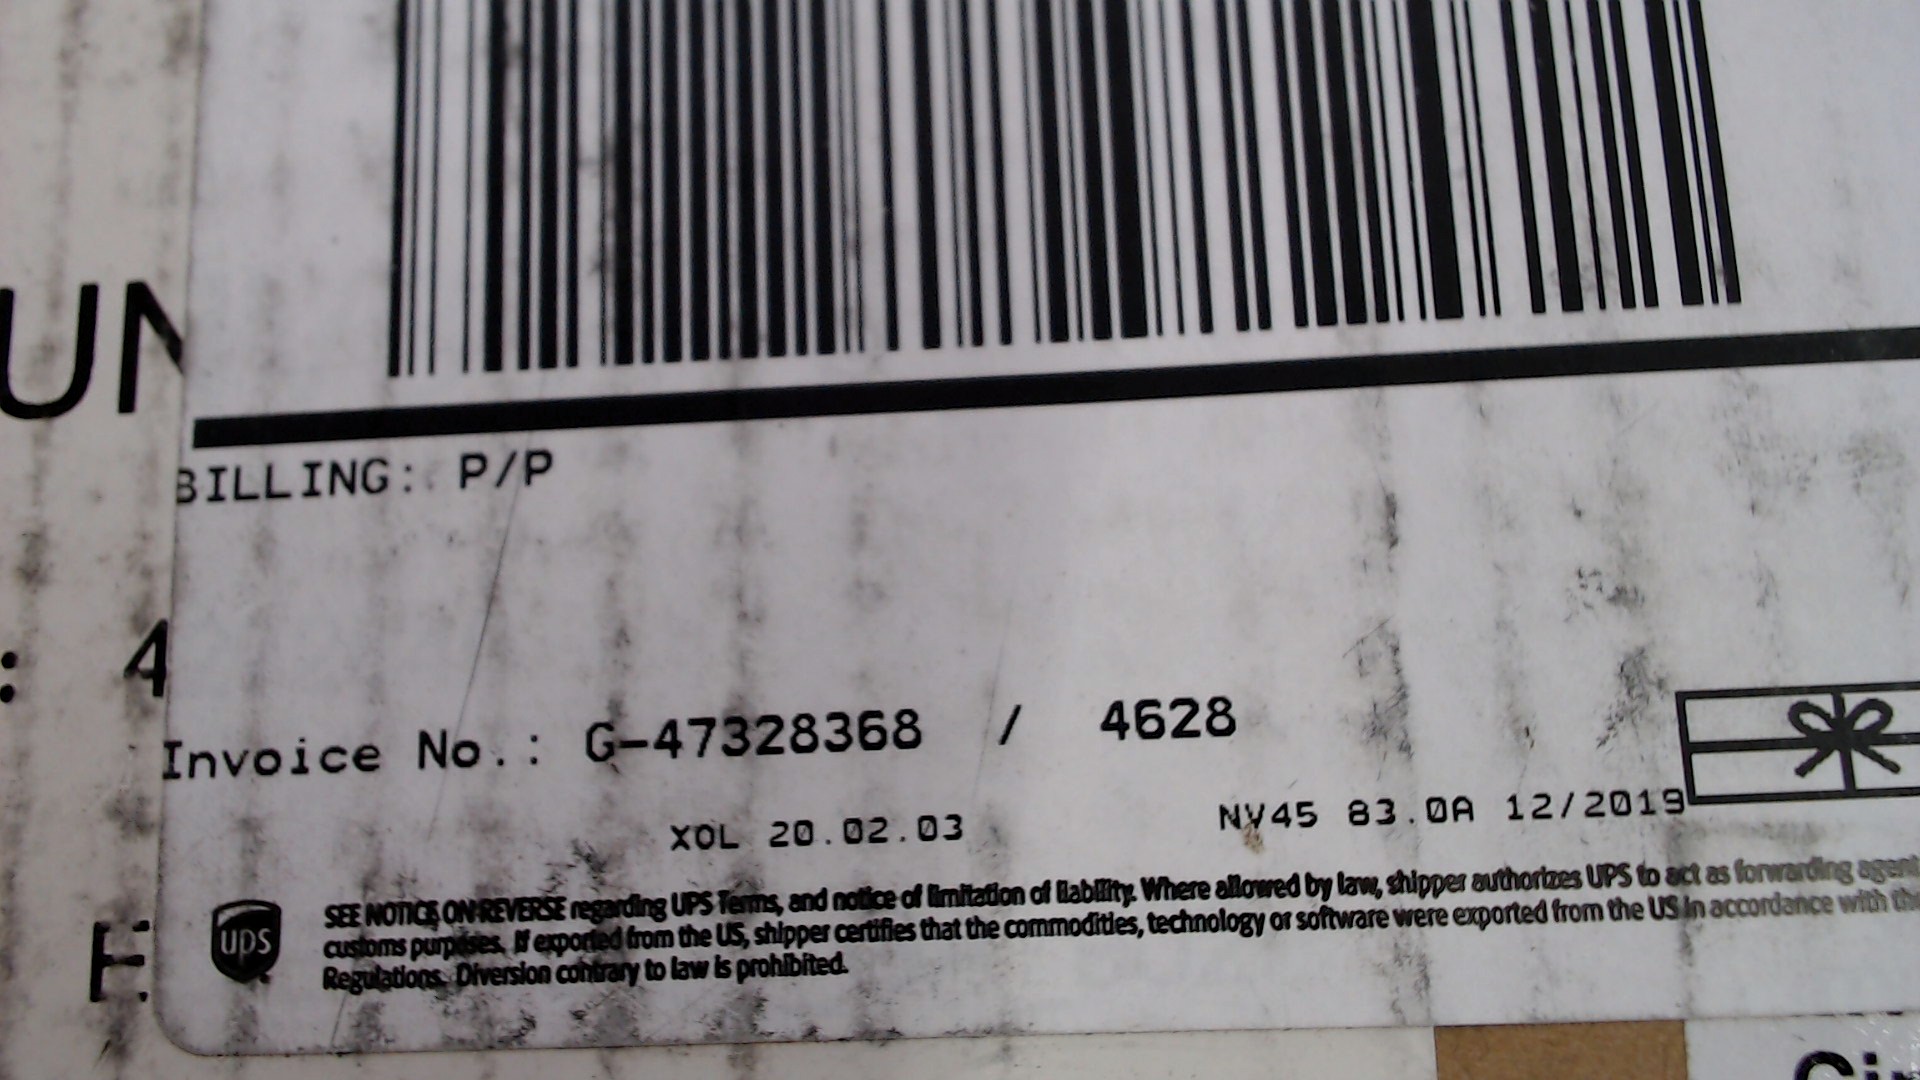 UN
BILLING: P/P
: 4
Invoice No.: G-47328368 / 4628
XOL 20.02.03
NV45 83.0A 12/2019
ups
SEE NOTICE ON REVERSE regarding UPS Terms, and notice of limitation of liability. Where allowed by law, shipper authorizes UPS to act as forwarding agent
customs purposes. If exported from the US, shipper certifies that the commodities, technology or software were exported from the US in accordance with the
Regulations. Diversion contrary to law is prohibited.